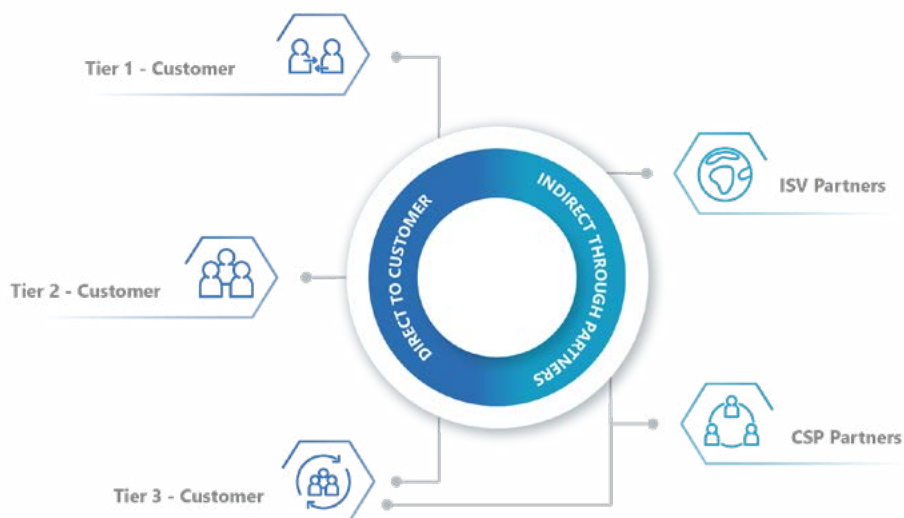 Tier 1 - Customer
ISV Partners
DIRECT TO CUSTOMER
INDIRECT THROUGH PARTNERS
Tier 2 - Customer
CSP Partners
Tier 3 - Customer